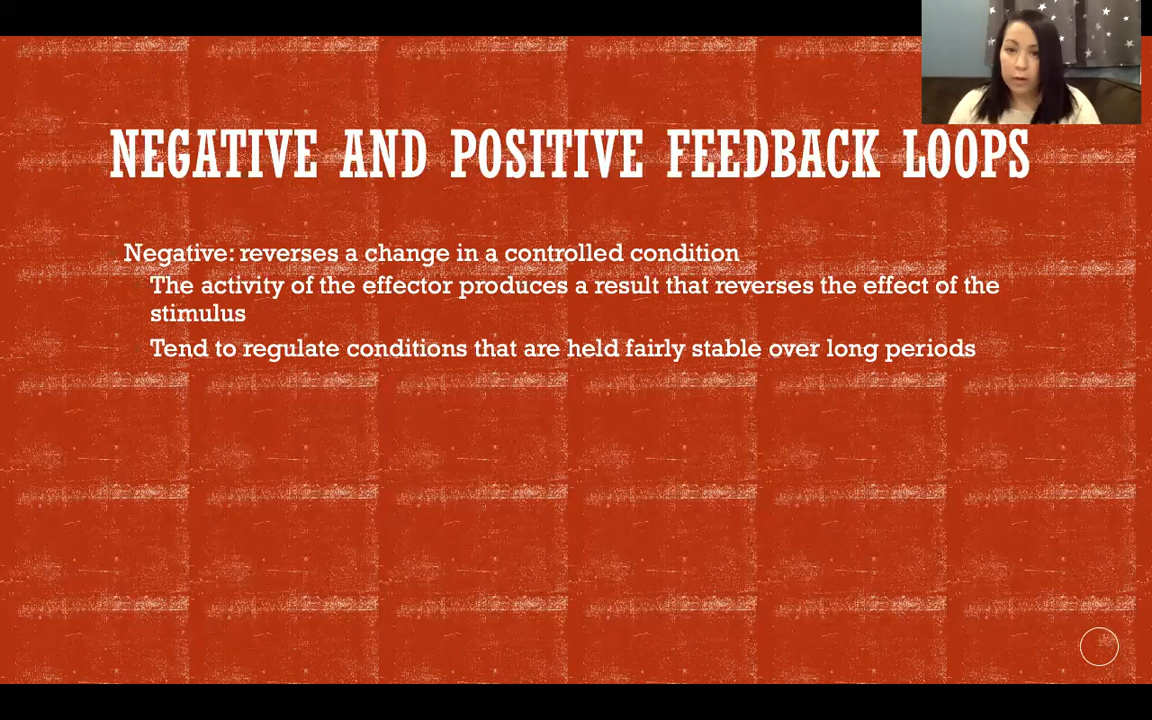 NEGATIVE AND POSITIVE FEEDBACK LOOPS
Negative: reverses a change in a controlled condition
The activity of the effector produces a result that reverses the effect of the
stimulus
Tend to regulate conditions that are held fairly stable over long periods